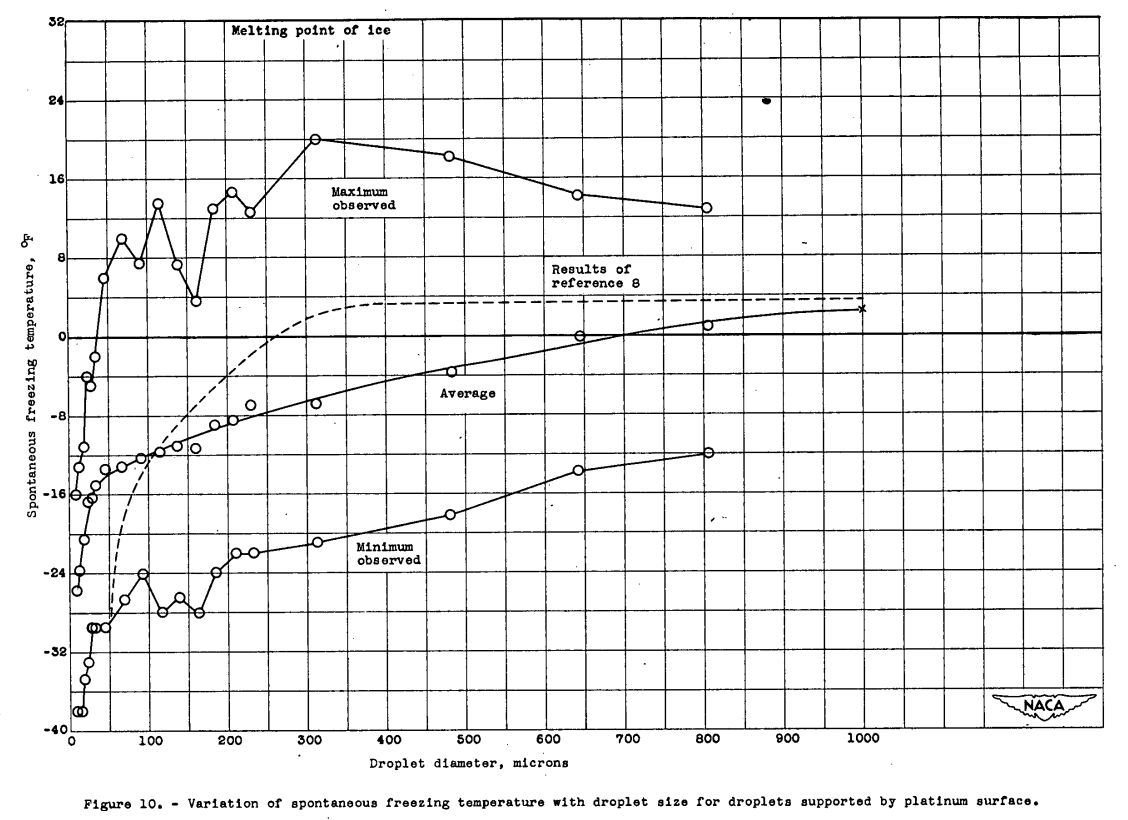 32
Melting point of ice
24
16
Maximum
observed
8
Results of
reference 8
0
Average
-8
-16
Minimum
observed
-24
-32
-40
Spontaneous freezing temperature, °F
NACA
0 100 200 300 400 500 600 700 800 900 1000
Droplet diameter, microns
Figure 10. - Variation of spontaneous freezing temperature with droplet size for droplets supported by platinum surface.